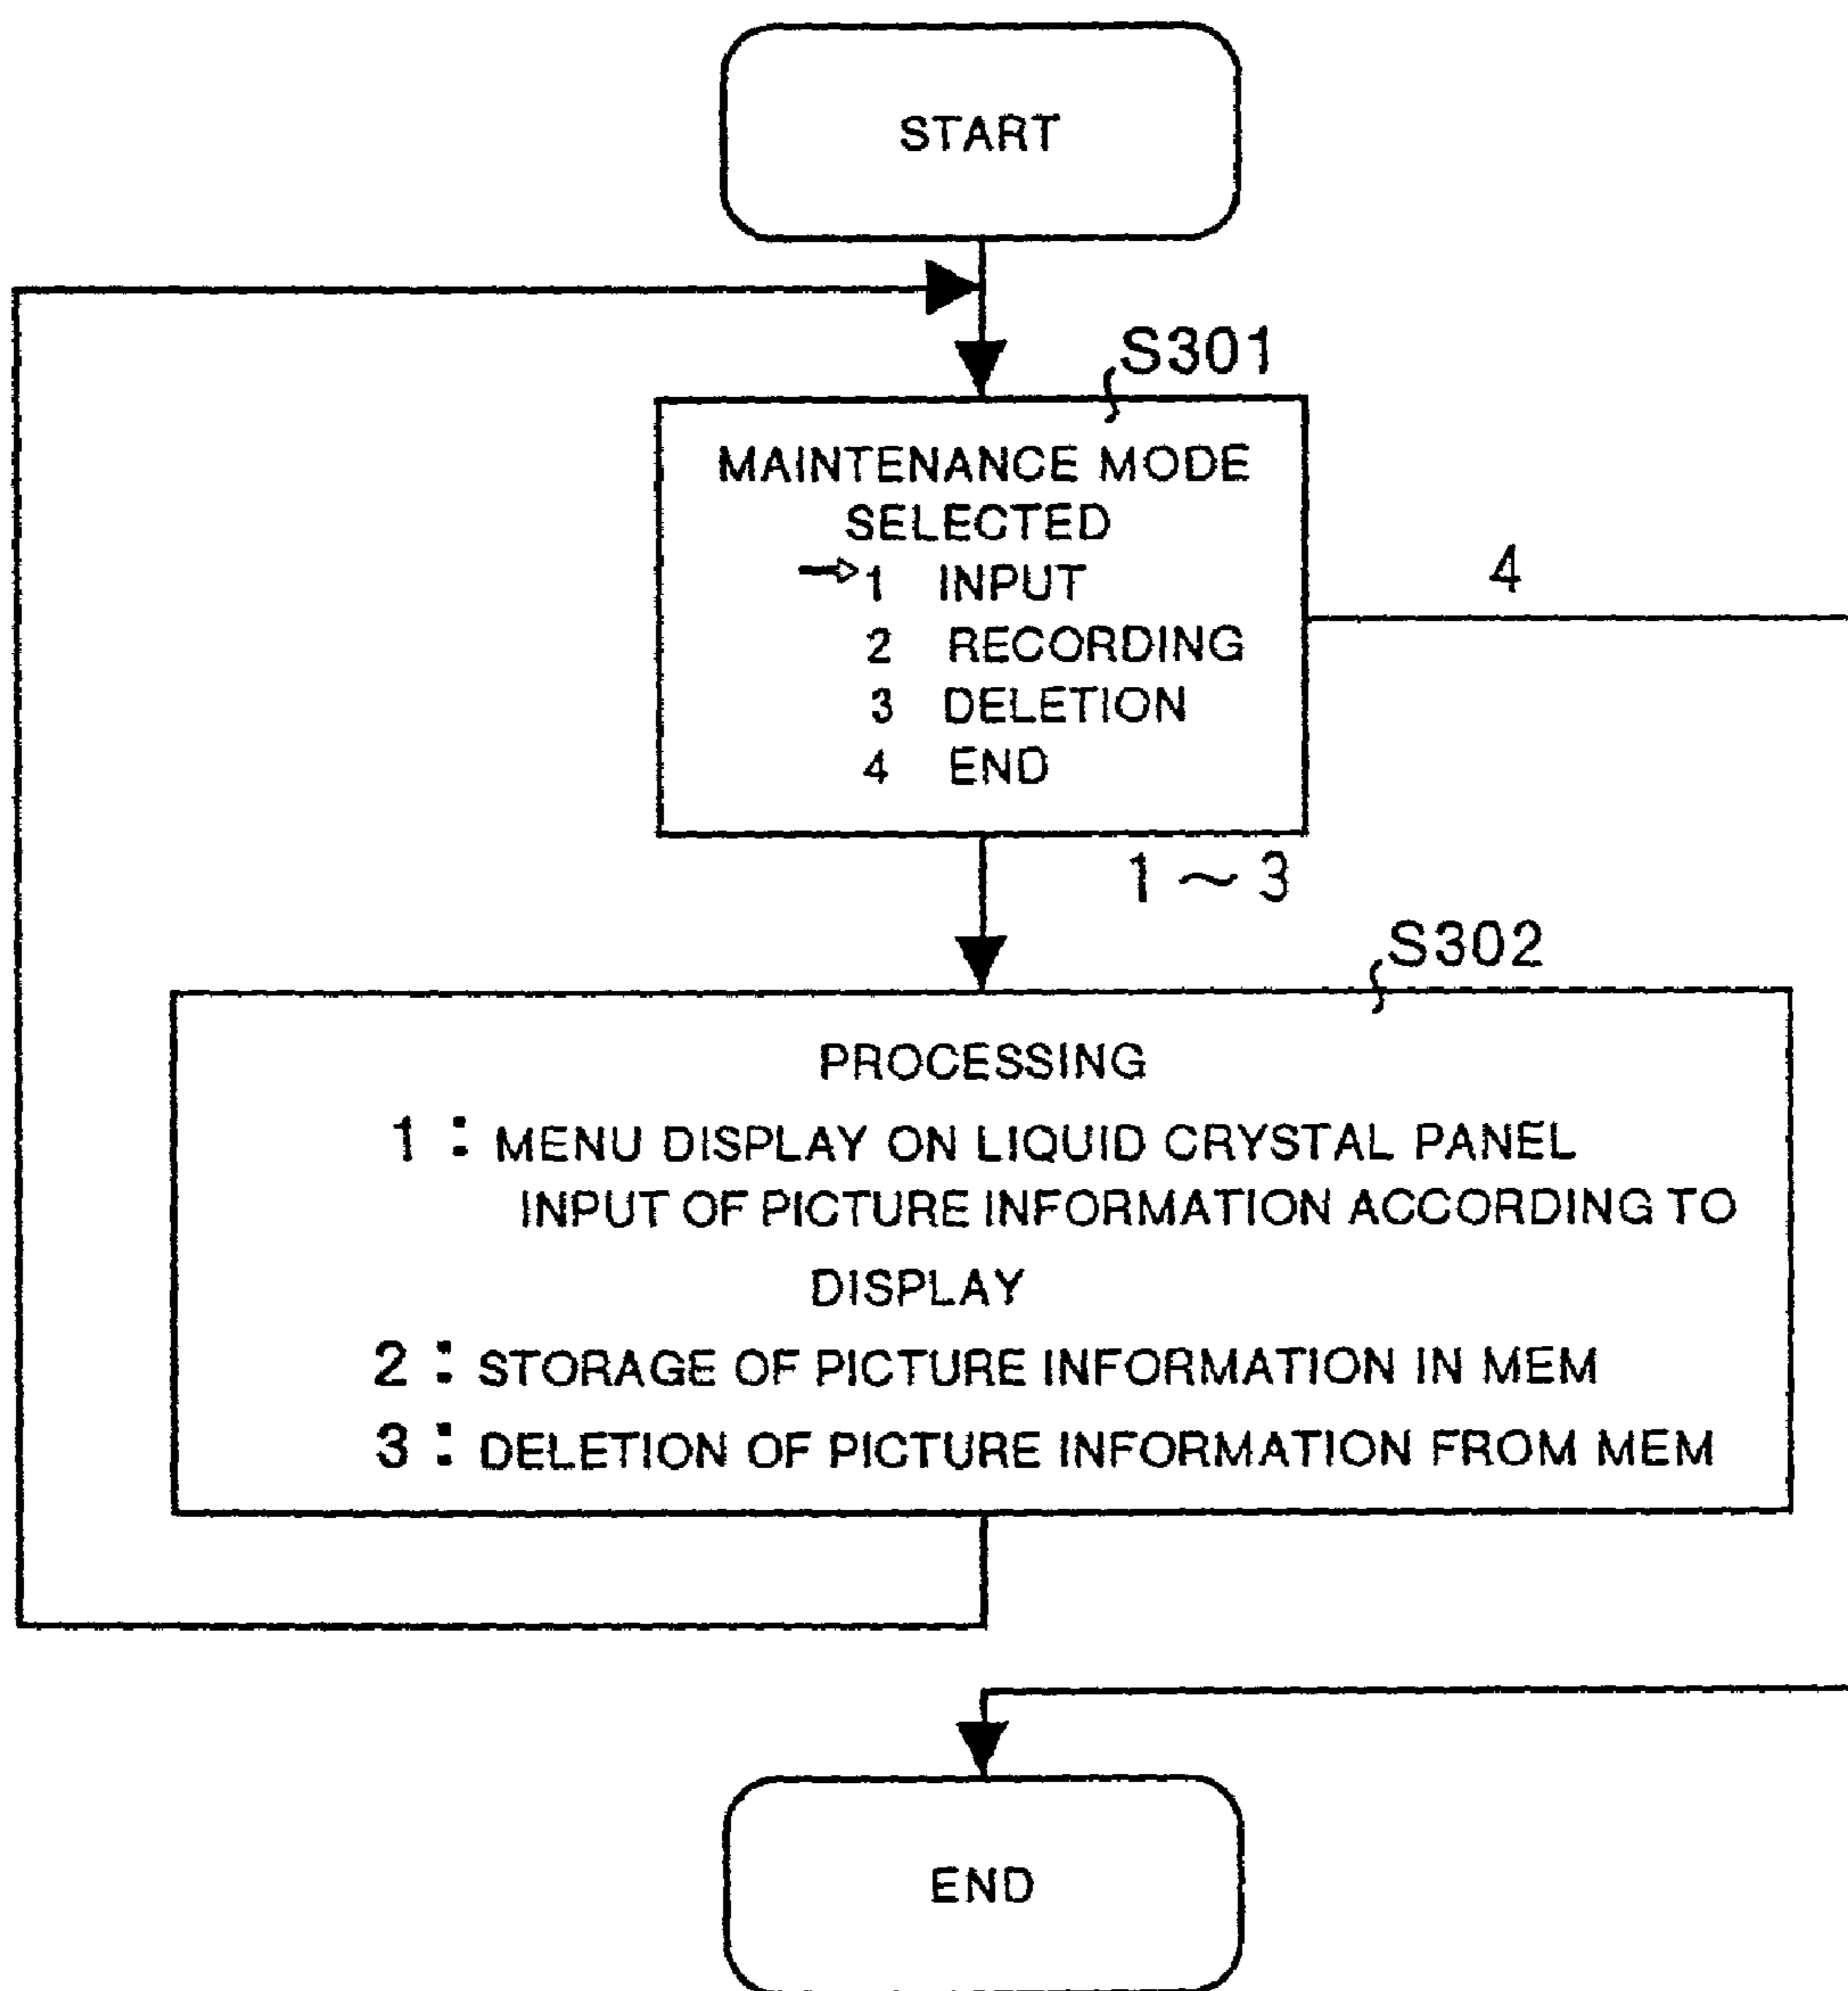 START
S301
MAINTENANCE MODE
SELECTED
→1 INPUT
2 RECORDING
3 DELETION
4 END
4
1～3
S302
PROCESSING
1 : MENU DISPLAY ON LIQUID CRYSTAL PANEL
INPUT OF PICTURE INFORMATION ACCORDING TO
DISPLAY
2 : STORAGE OF PICTURE INFORMATION IN MEM
3 : DELETION OF PICTURE INFORMATION FROM MEM
END